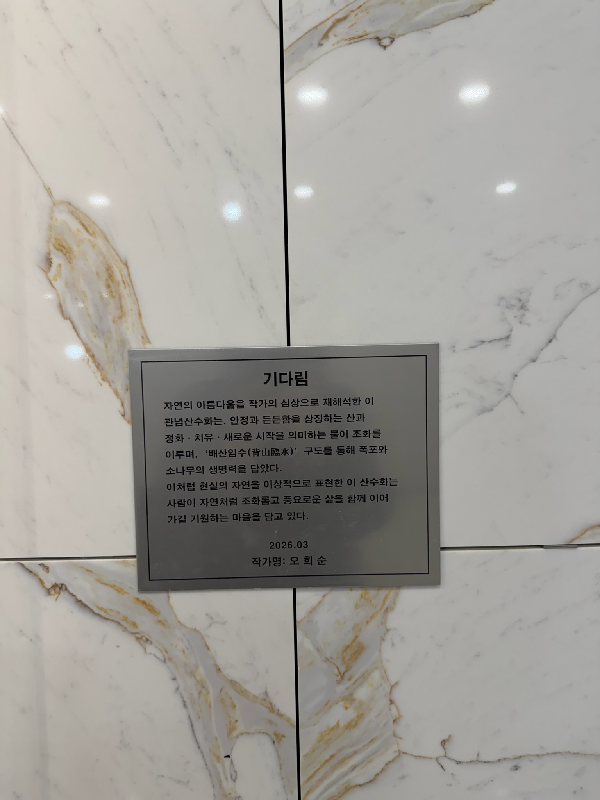 기다림
자연의 아름다움을 작가의 심상으로 재해석한 이
관념산수화는, 안정과 든든함을 상징하는 산과
정화 · 치유 · 새로운 시작을 의미하는 물이 조화를
이루며, '배산임수(背山臨水)' 구도를 통해 폭포와
소나무의 생명력을 담았다.
이처럼 현실의 자연을 이상적으로 표현한 이 산수화는
사람이 자연처럼 조화롭고 풍요로운 삶을 함께 이어
가길 기원하는 마음을 담고 있다.
2026.03
작가명: 모 희 순